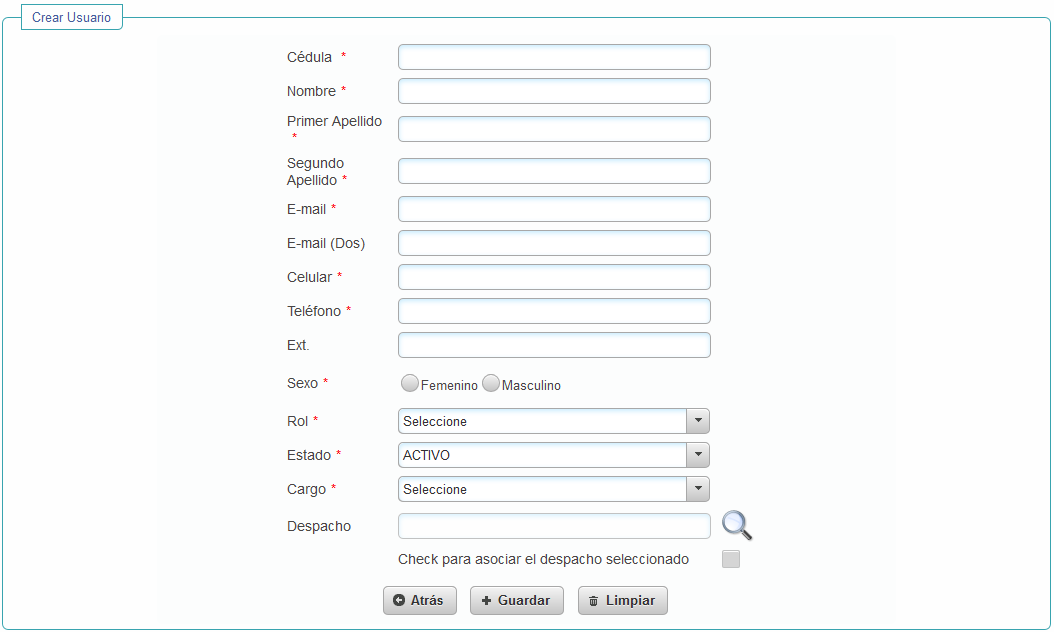 Crear Usuario
Cédula *
Nombre *
Primer Apellido
*
Segundo
Apellido *
E-mail *
E-mail (Dos)
Celular *
Teléfono *
Ext.
Sexo * Femenino Masculino
Rol * Seleccione
Estado * ACTIVO
Cargo * Seleccione
Despacho
Check para asociar el despacho seleccionado
Atrás Guardar Limpiar